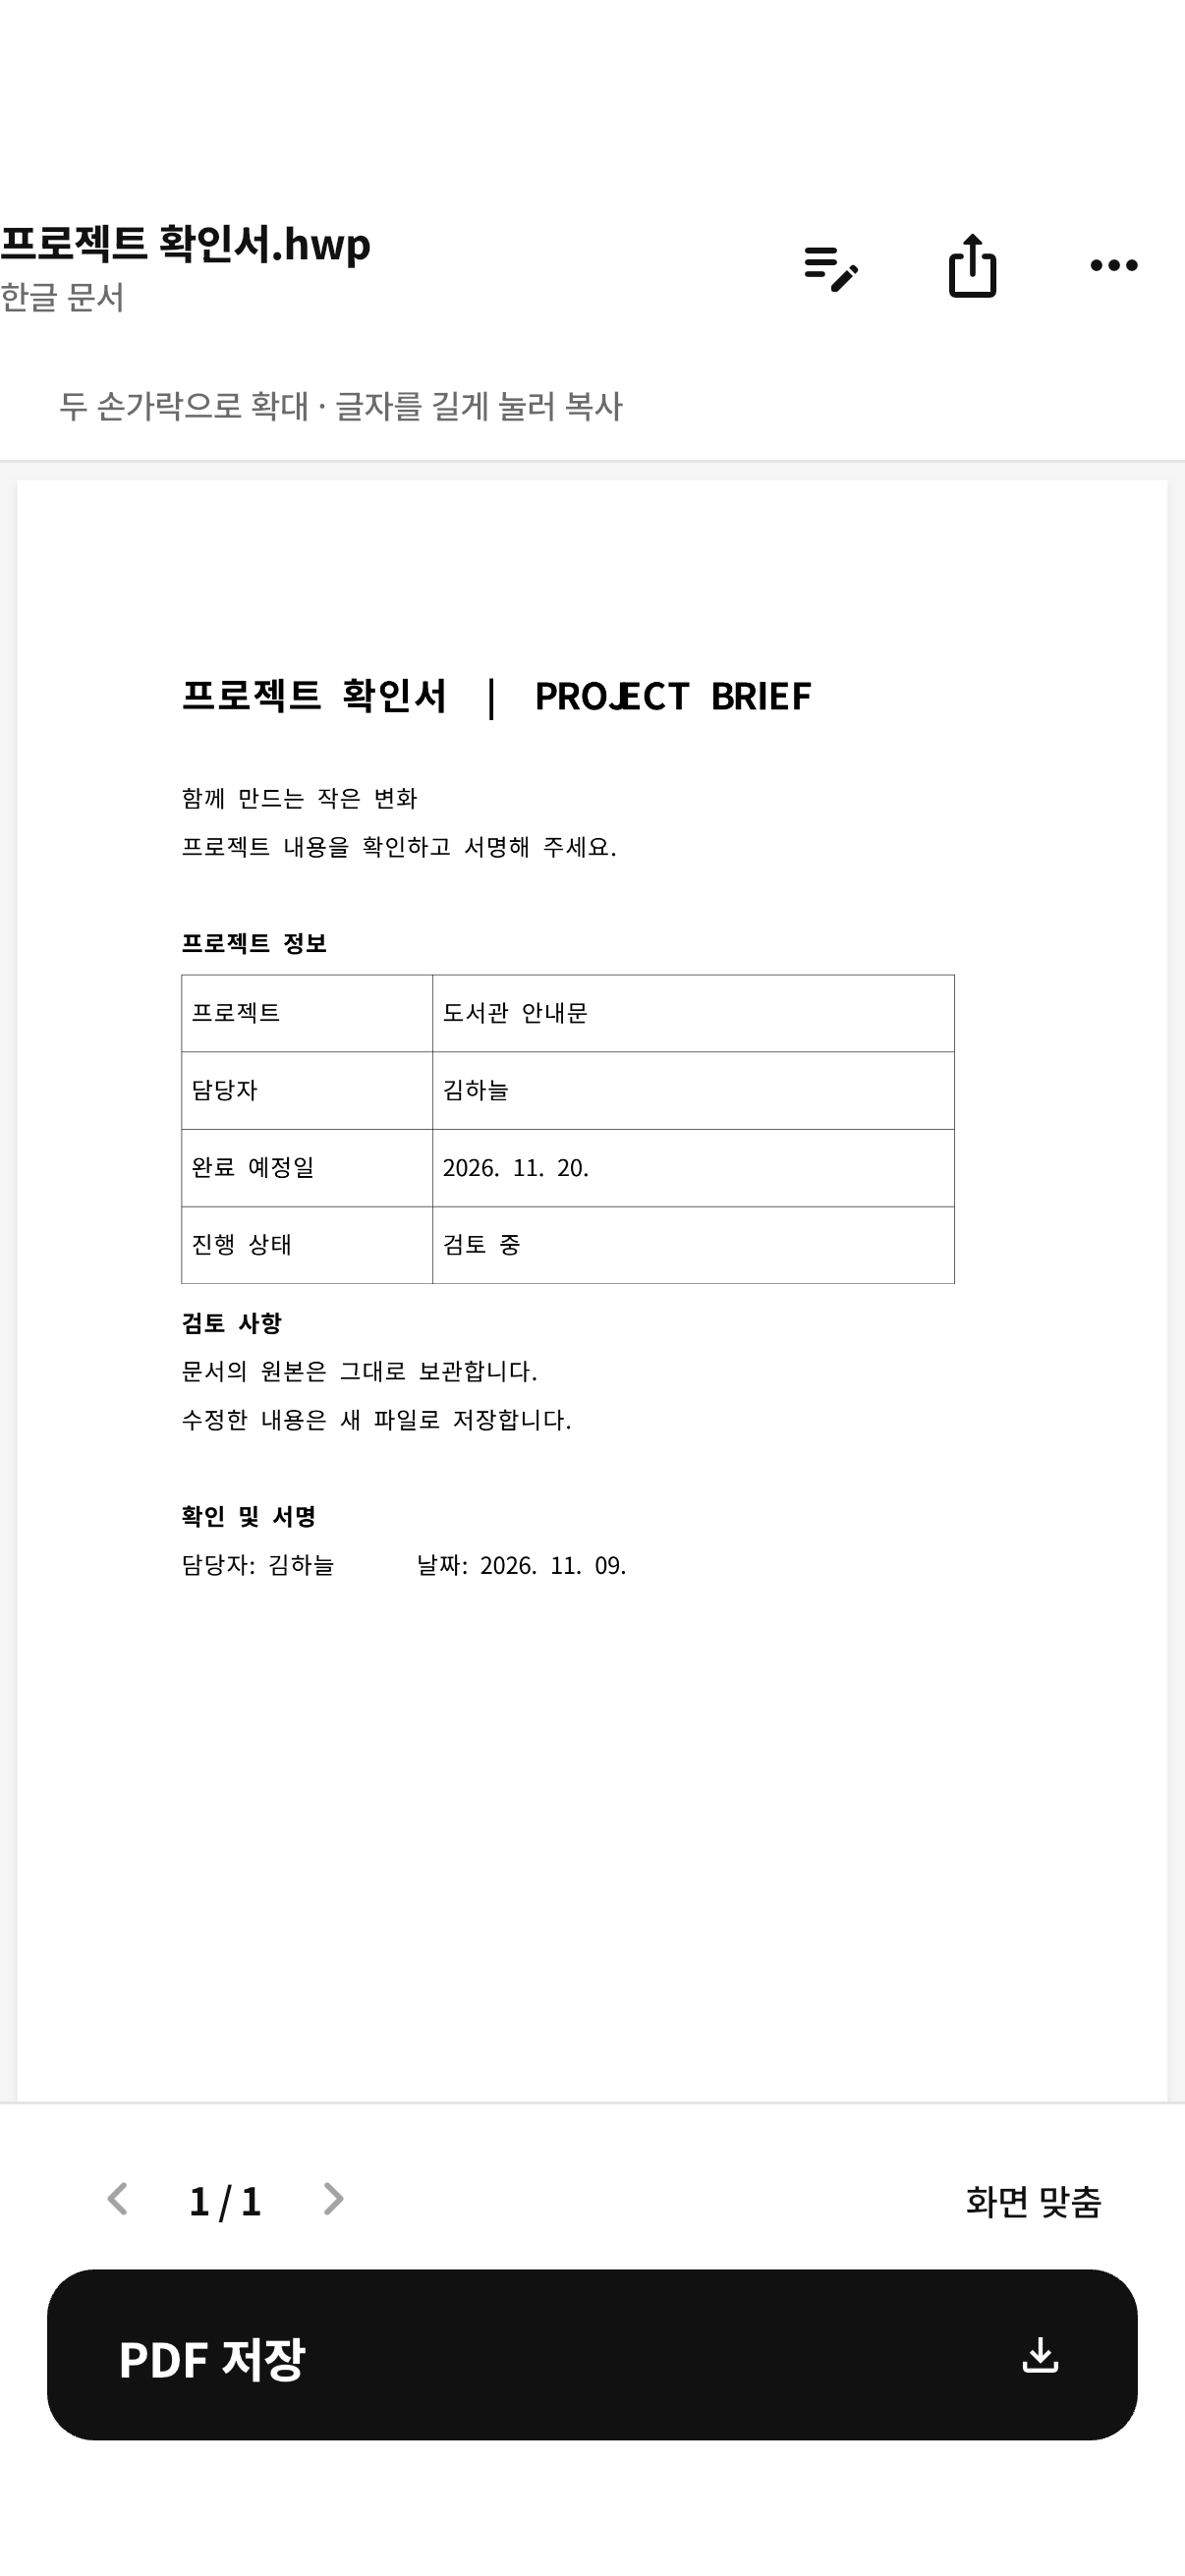 프로젝트 확인서.hwp
한글 문서
두 손가락으로 확대 · 글자를 길게 눌러 복사
프로젝트 확인서 | PROJECT BRIEF
함께 만드는 작은 변화
프로젝트 내용을 확인하고 서명해 주세요.
프로젝트 정보
프로젝트 도서관 안내문
담당자 김하늘
완료 예정일 2026. 11. 20.
진행 상태 검토 중
검토 사항
문서의 원본은 그대로 보관합니다.
수정한 내용은 새 파일로 저장합니다.
확인 및 서명
담당자: 김하늘 날짜: 2026. 11. 09.
1 / 1 화면 맞춤
PDF 저장